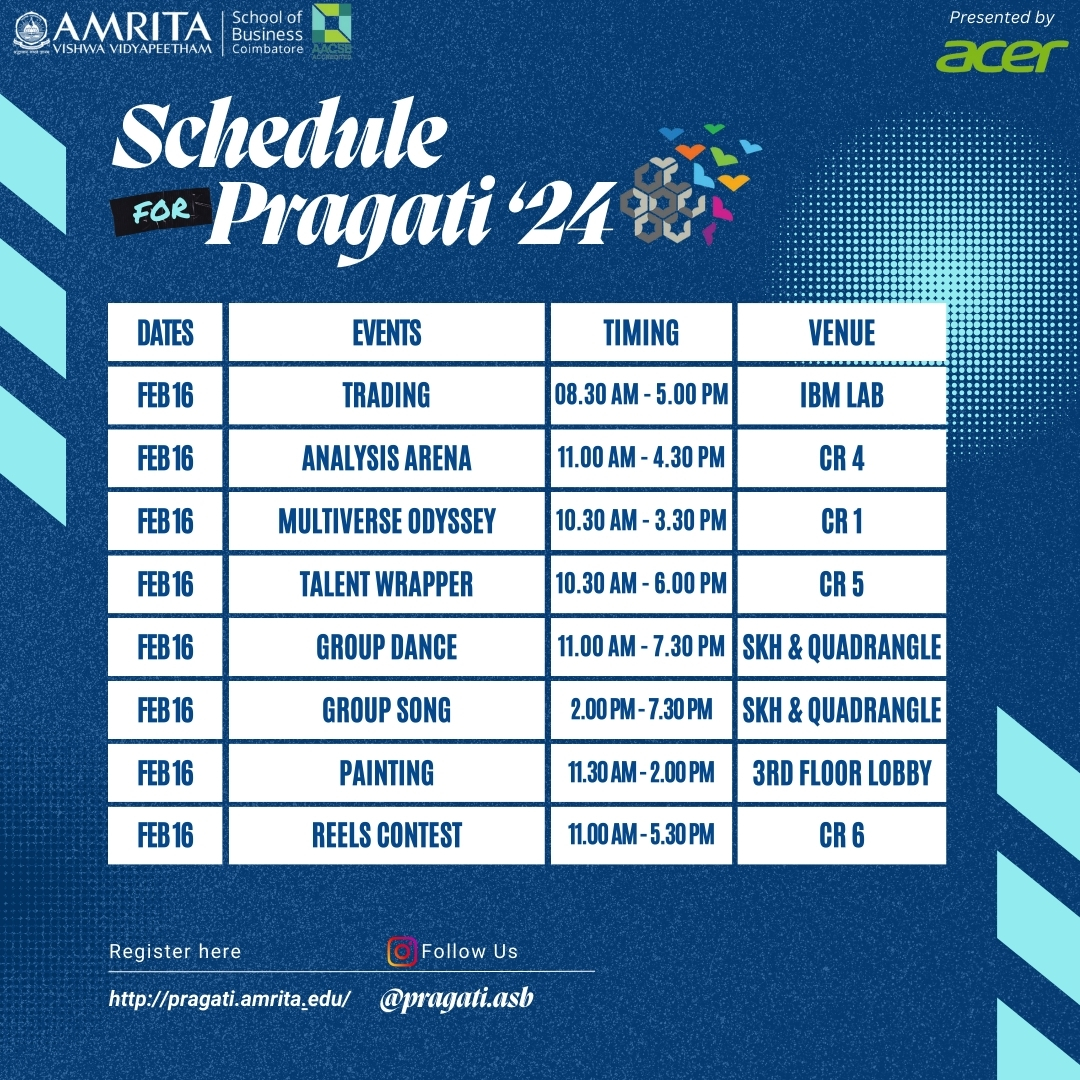 AMRITA
VISHWA VIDYAPEETHAM
School of
Business
Coimbatore
AACSB
ACCREDITED
Presented by
acer
Schedule
FOR Pragati '24
DATES EVENTS TIMING VENUE
FEB 16 TRADING 08.30 AM - 5.00 PM IBM LAB
FEB 16 ANALYSIS ARENA 11.00 AM - 4.30 PM CR 4
FEB 16 MULTIVERSE ODYSSEY 10.30 AM - 3.30 PM CR 1
FEB 16 TALENT WRAPPER 10.30 AM - 6.00 PM CR 5
FEB 16 GROUP DANCE 11.00 AM - 7.30 PM SKH & QUADRANGLE
FEB 16 GROUP SONG 2.00 PM - 7.30 PM SKH & QUADRANGLE
FEB 16 PAINTING 11.30 AM - 2.00 PM 3RD FLOOR LOBBY
FEB 16 REELS CONTEST 11.00 AM - 5.30 PM CR 6
Register here Follow Us
http://pragati.amrita_edu/ @pragati.asb